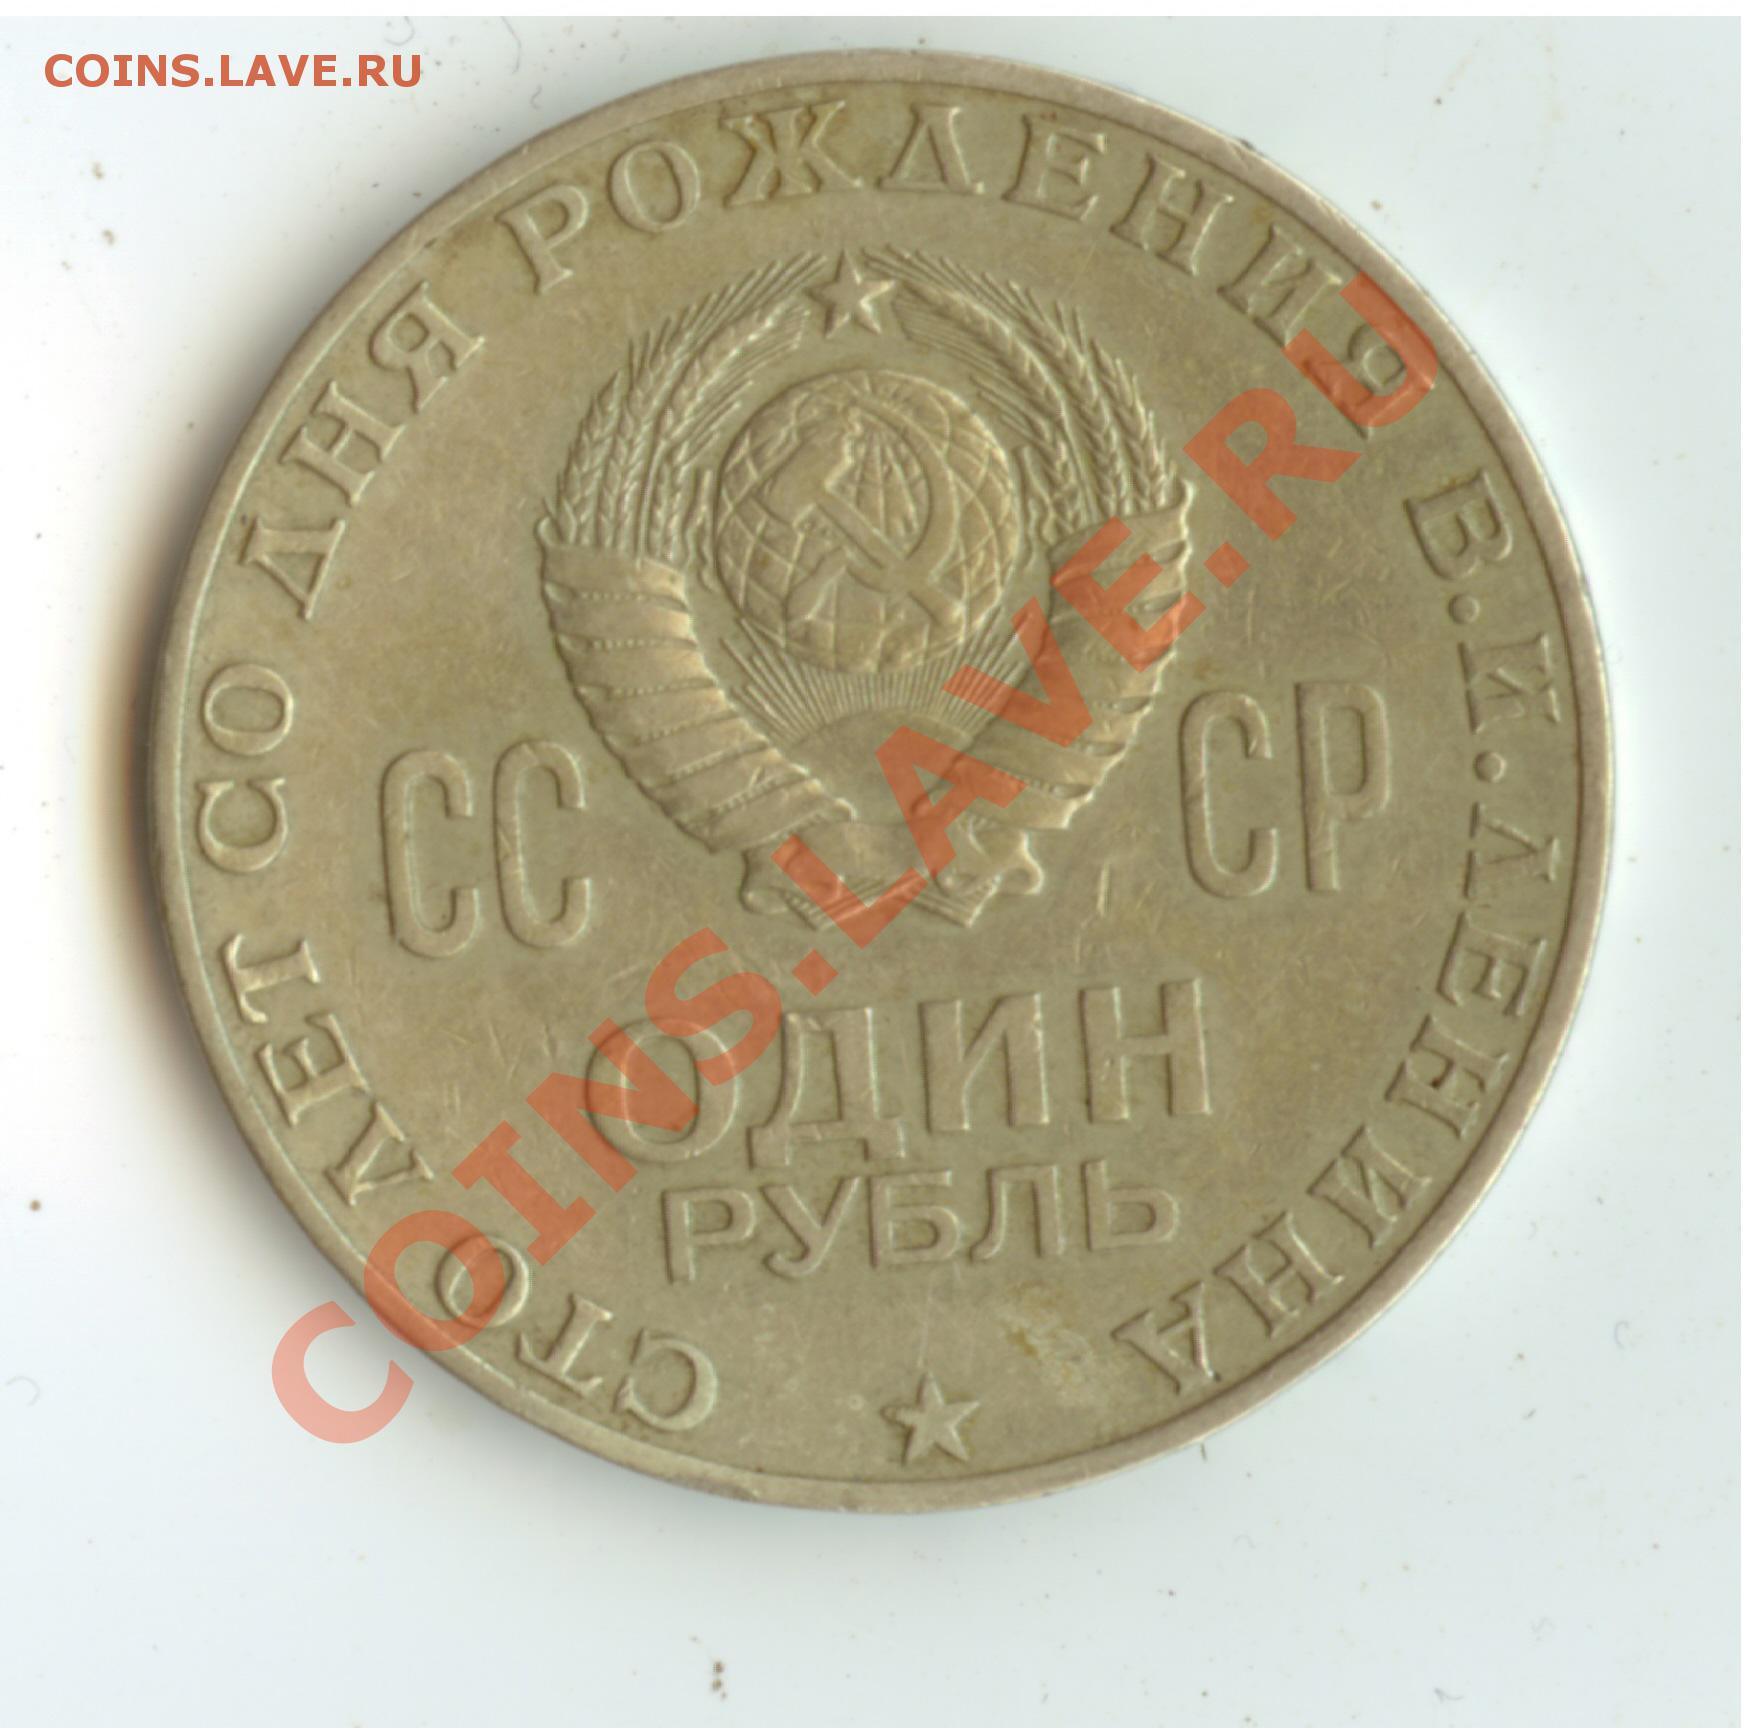 COINS.LAVE.RU
СТО ЛЕТ СО ДНЯ РОЖДЕНИЯ В.И.ЛЕНИНА
СС СР
ОДИН
РУБЛЬ
COINS.LAVE.RU